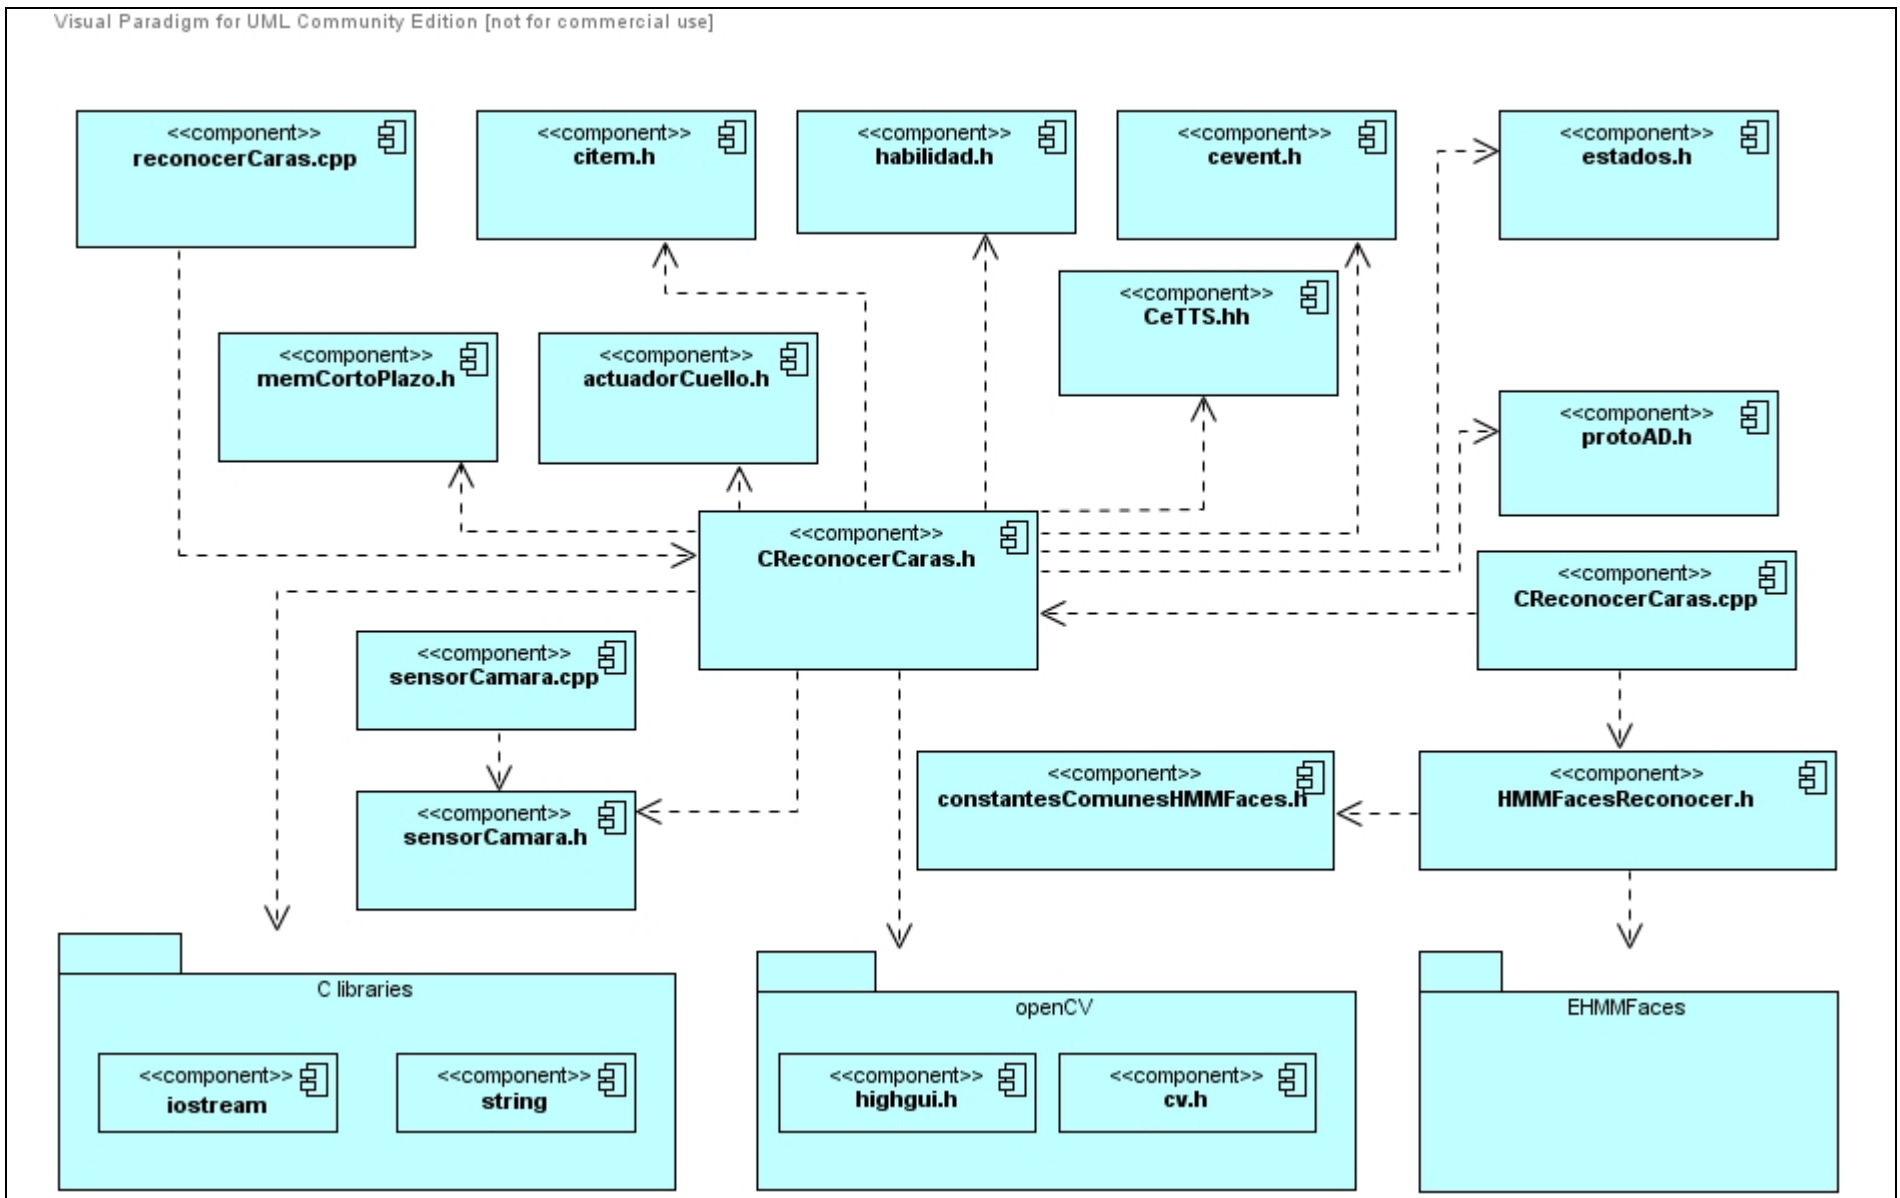 Visual Paradigm for UML Community Edition [not for commercial use]
<<component>>
reconocerCaras.cpp
<<component>>
citem.h
<<component>>
habilidad.h
<<component>>
cevent.h
<<component>>
estados.h
<<component>>
CeTTS.hh
<<component>>
memCortoPlazo.h
<<component>>
actuadorCuello.h
<<component>>
protoAD.h
<<component>>
CReconocerCaras.h
<<component>>
CReconocerCaras.cpp
<<component>>
sensorCamara.cpp
<<component>>
constantesComunesHMMFaces.h
<<component>>
HMMFacesReconocer.h
<<component>>
sensorCamara.h
C libraries
<<component>>
iostream
<<component>>
string
openCV
<<component>>
highgui.h
<<component>>
cv.h
EHMMFaces